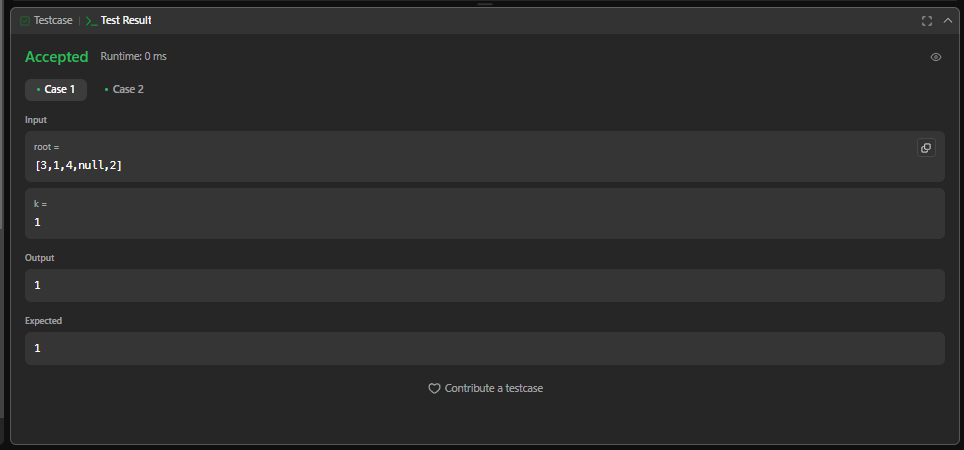 Testcase | >_ Test Result
Accepted Runtime: 0 ms
• Case 1 • Case 2
Input
root =
[3,1,4,null,2]
k =
1
Output
1
Expected
1
Contribute a testcase